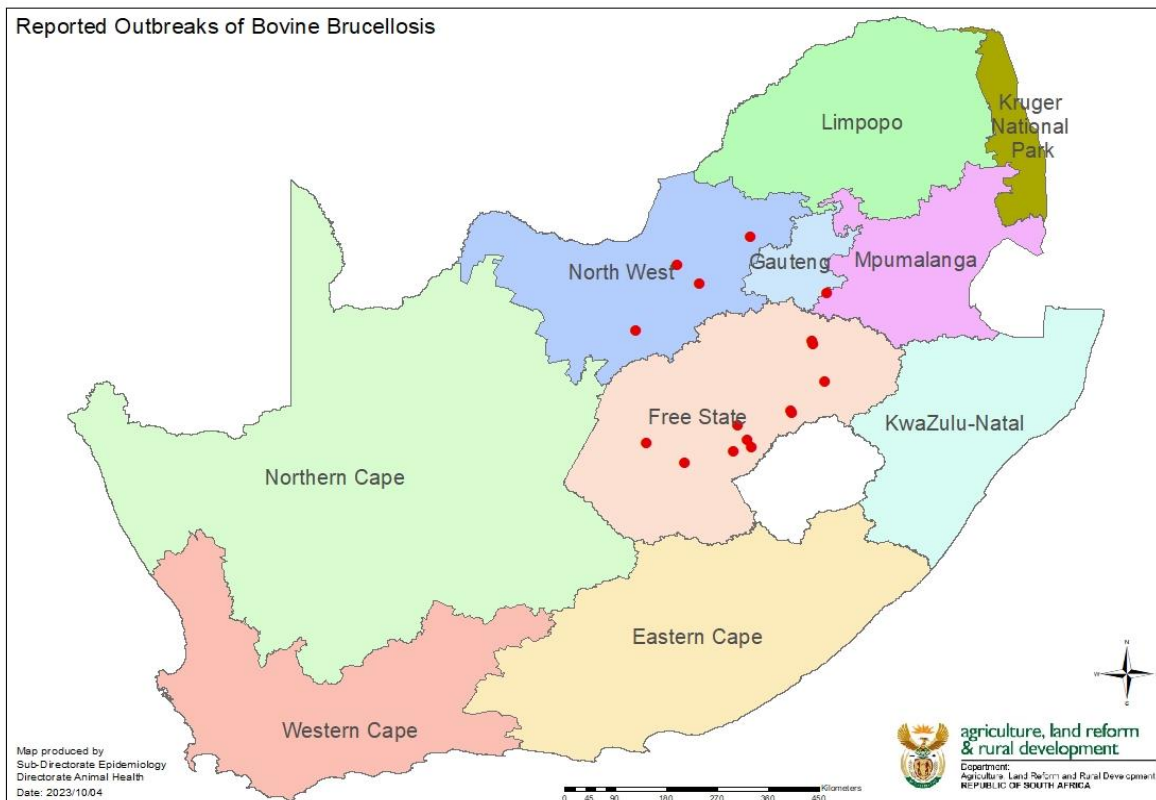 Reported Outbreaks of Bovine Brucellosis
Limpopo
Kruger
National
Park
North West
Gauteng
Mpumalanga
Free State
KwaZulu-Natal
Northern Cape
Eastern Cape
Western Cape
N
W
S
Map produced by
Sub-Directorate Epidemiology
Directorate Animal Health
Date: 2023/10/04
Kilometers
0 45 90 180 270 360 450
agriculture, land reform
& rural development
Department:
Agriculture, Land Reform and Rural Development
REPUBLIC OF SOUTH AFRICA